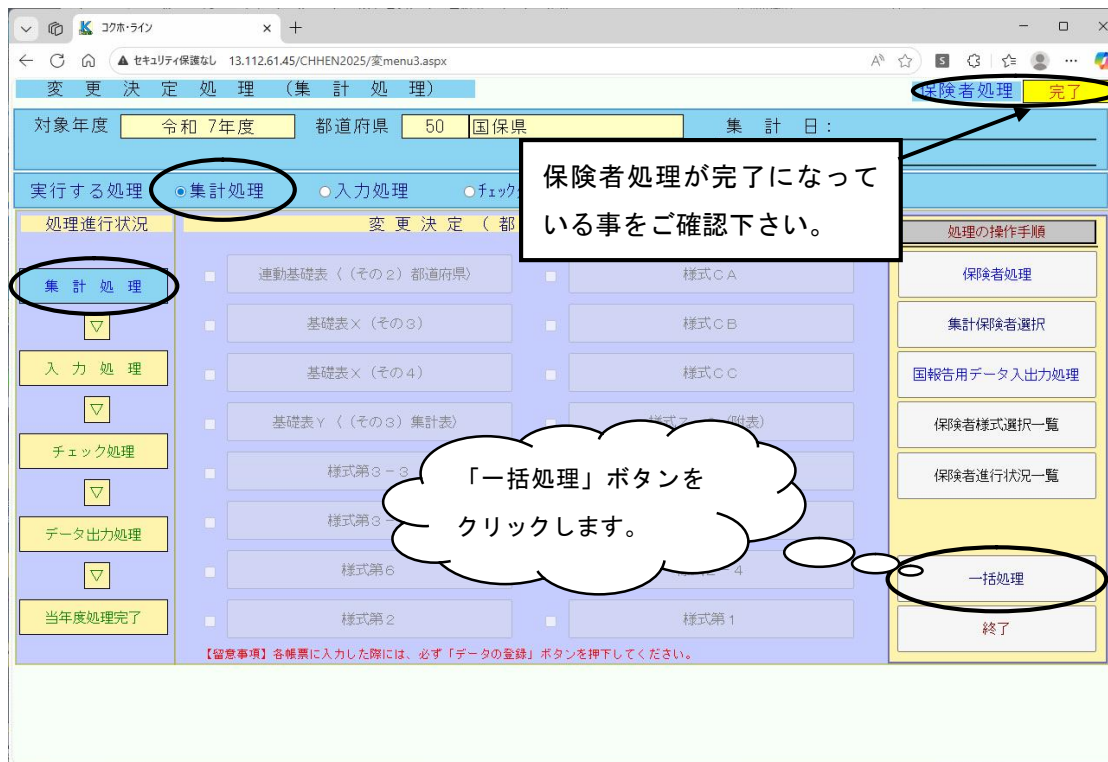 コクホ・ライン
セキュリティ保護なし 13.112.61.45/CHHEN2025/変menu3.aspx
変更決定処理(集計処理)
保険者処理 完了
対象年度 令和 7年度 都道府県 50 国保県 集計日:
保険者処理が完了になって
いる事をご確認下さい。
実行する処理 集計処理 入力処理 ﾁｪｯｸ
処理進行状況
変更決定(都
処理の操作手順
集計処理
▽
入力処理
▽
チェック処理
▽
データ出力処理
▽
当年度処理完了
連動基礎表((その2)都道府県)
様式CA
基礎表X(その3)
様式CB
基礎表X(その4)
様式CC
基礎表Y((その3)集計表)
(附表)
様式第3-3
様式第3-
様式第6
-4
様式第2
様式第1
「一括処理」ボタンを
クリックします。
保険者処理
集計保険者選択
国報告用データ入出力処理
保険者様式選択一覧
保険者進行状況一覧
一括処理
終了
【留意事項】各帳票に入力した際には、必ず「データの登録」ボタンを押下してください。